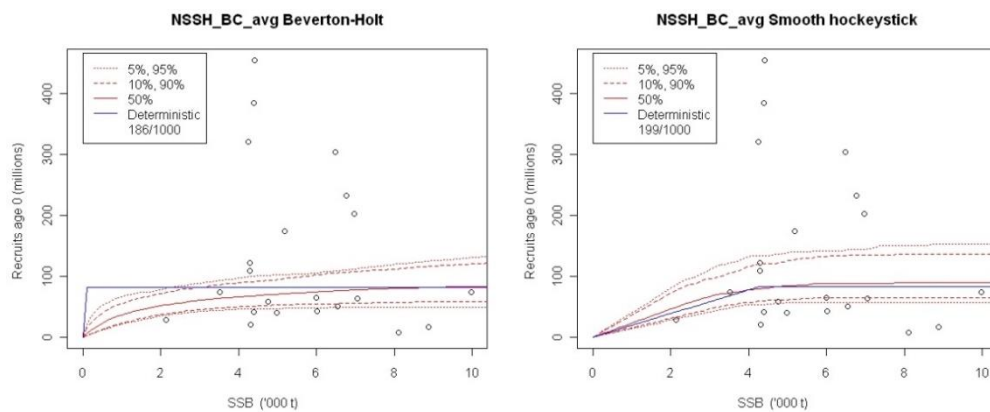 NSSH_BC_avg Beverton-Holt
5%, 95%
10%, 90%
50%
Deterministic
186/1000
Recruits age 0 (millions)
400
300
200
100
0
0 2 4 6 8 10
SSB ('000 t)
NSSH_BC_avg Smooth hockeystick
5%, 95%
10%, 90%
50%
Deterministic
199/1000
Recruits age 0 (millions)
400
300
200
100
0
0 2 4 6 8 10
SSB ('000 t)